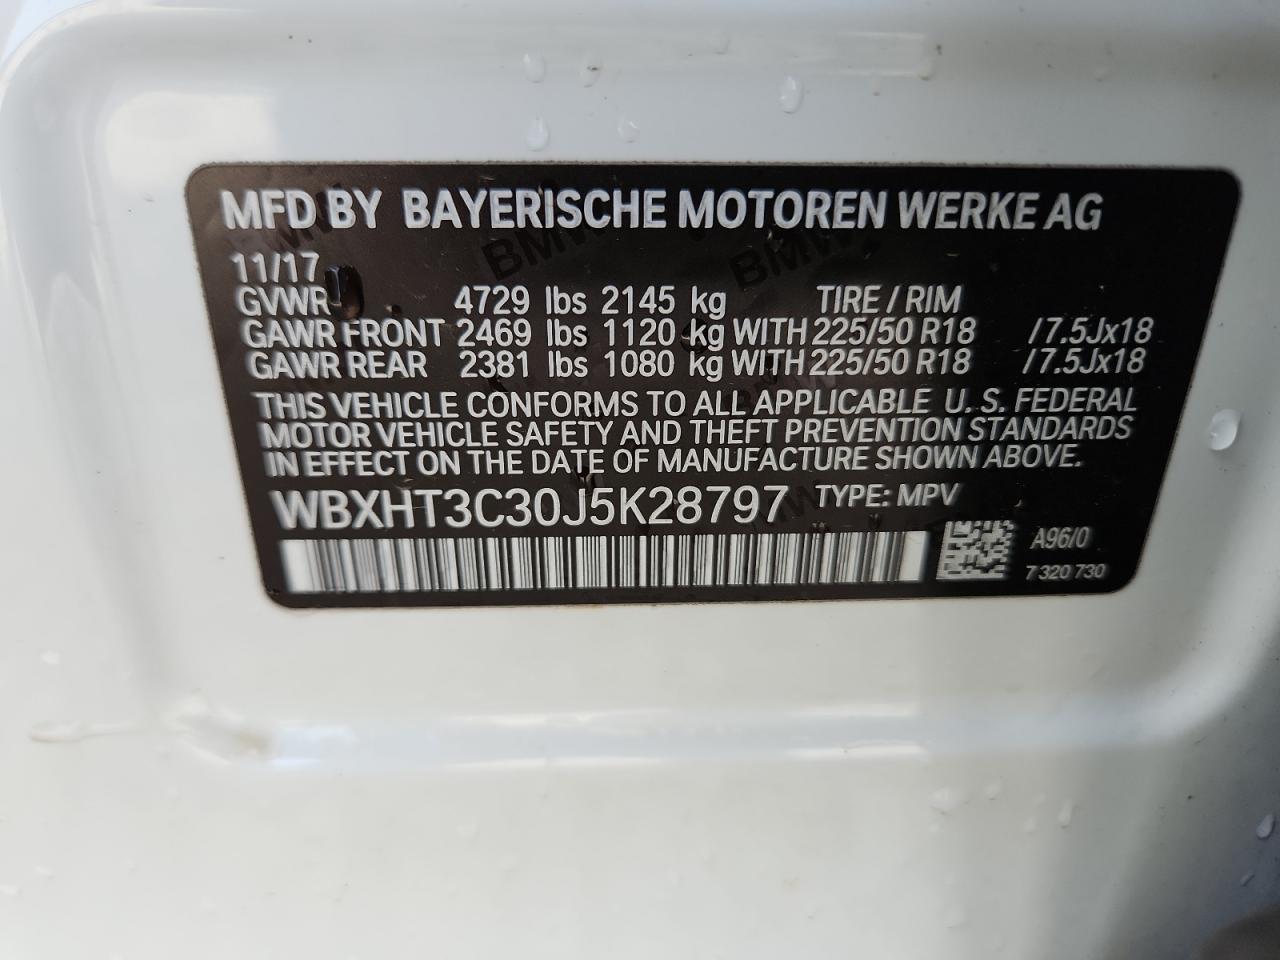 MFD BY BAYERISCHE MOTOREN WERKE AG
11/17
GVWR 4729 lbs 2145 kg TIRE / RIM
GAWR FRONT 2469 lbs 1120 kg WITH 225/50 R18 /7.5Jx18
GAWR REAR 2381 lbs 1080 kg WITH 225/50 R18 /7.5Jx18
THIS VEHICLE CONFORMS TO ALL APPLICABLE U. S. FEDERAL
MOTOR VEHICLE SAFETY AND THEFT PREVENTION STANDARDS
IN EFFECT ON THE DATE OF MANUFACTURE SHOWN ABOVE.
WBXHT3C30J5K28797 TYPE: MPV
A96/0
7 320 730
BMW
BMW